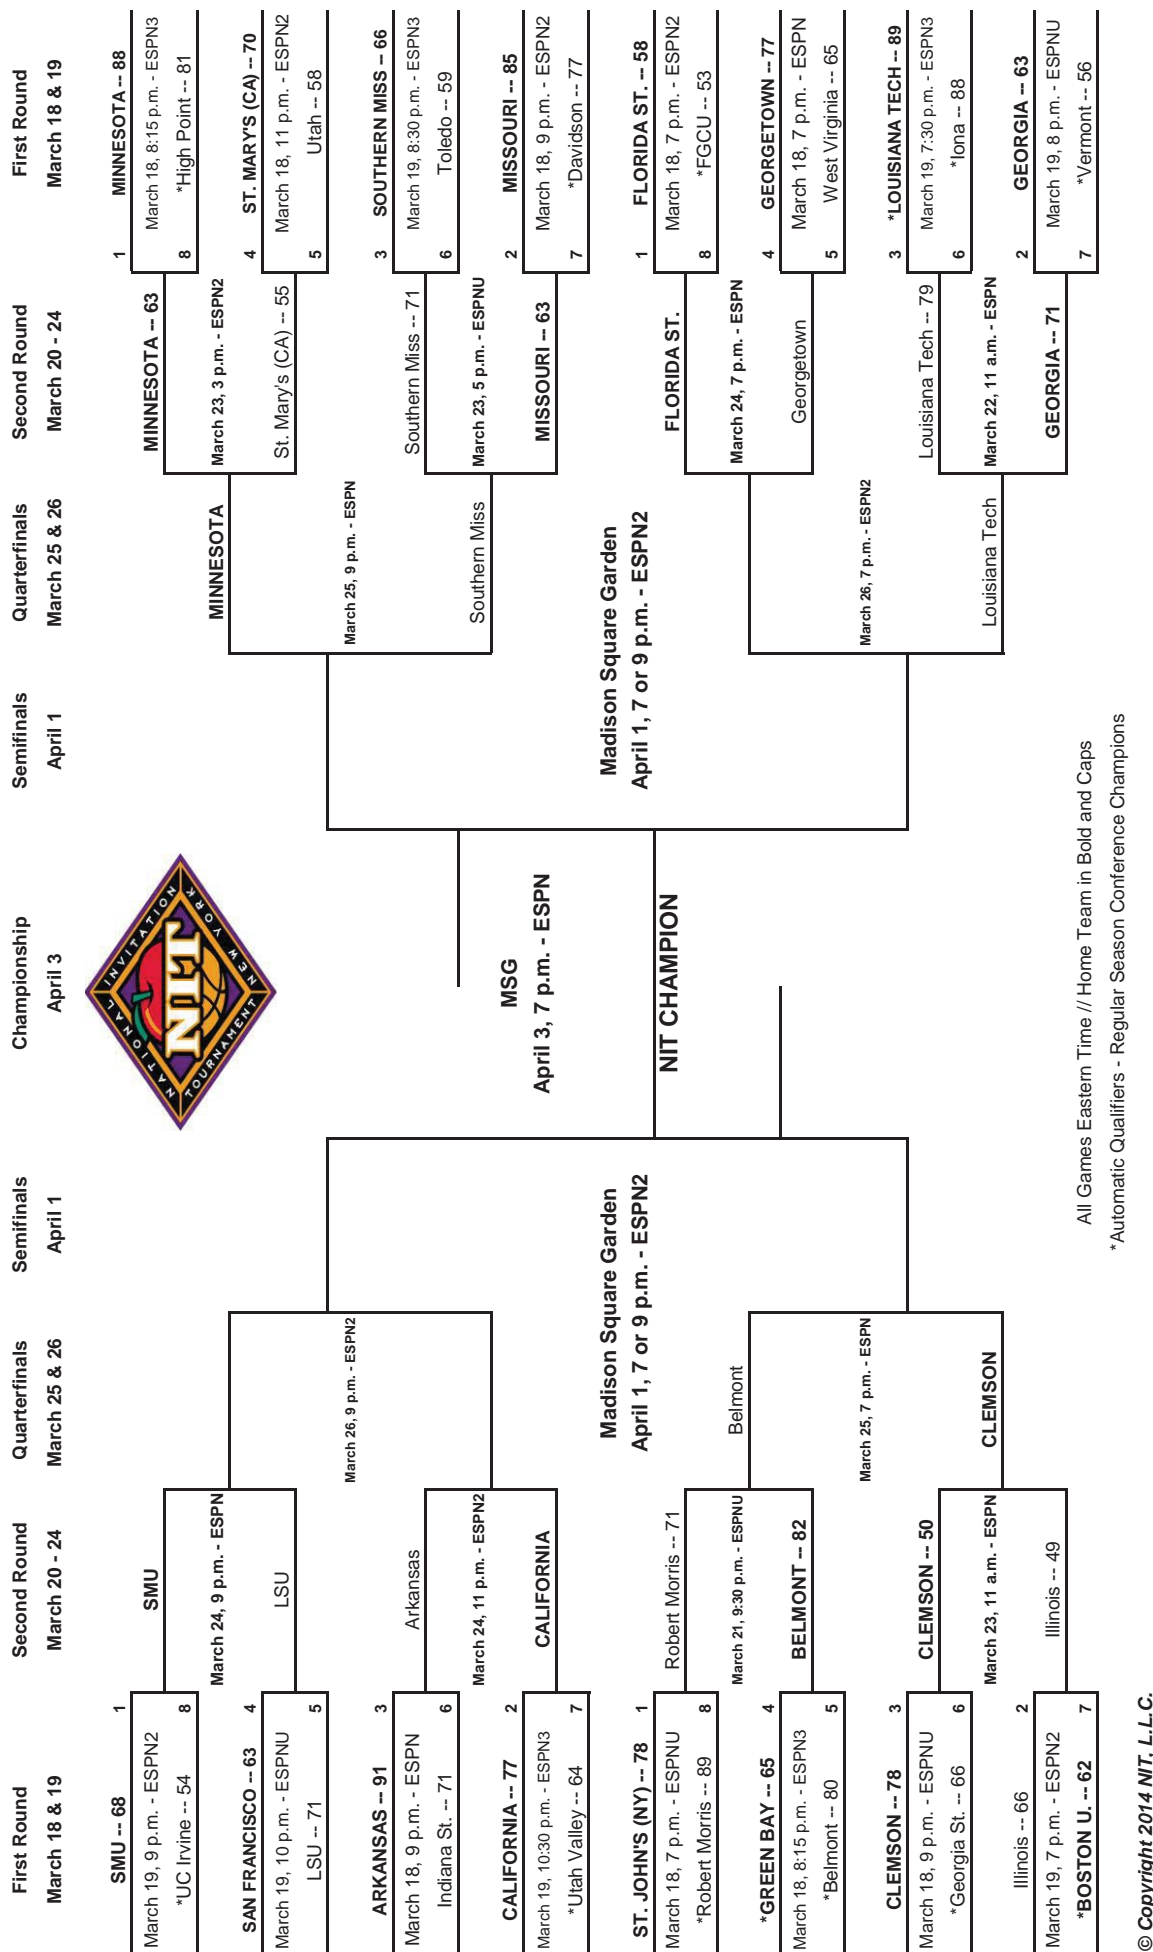 First Round
March 18 & 19
Second Round
March 20 - 24
Quarterfinals
March 25 & 26
Semifinals
April 1
Championship
April 3
Semifinals
April 1
Quarterfinals
March 25 & 26
Second Round
March 20 - 24
First Round
March 18 & 19
NATIONAL INVITATION
NIT
TOURNAMENT NEW YORK
SMU -- 68
1
March 19, 9 p.m. - ESPN2
*UC Irvine -- 54
8
SAN FRANCISCO -- 63
4
March 19, 10 p.m. - ESPNU
LSU -- 71
5
ARKANSAS -- 91
3
March 18, 9 p.m. - ESPN
Indiana St. -- 71
6
CALIFORNIA -- 77
2
March 19, 10:30 p.m. - ESPN3
*Utah Valley -- 64
7
ST. JOHN'S (NY) -- 78
1
March 18, 7 p.m. - ESPNU
*Robert Morris -- 89
8
*GREEN BAY -- 65
4
March 18, 8:15 p.m. - ESPN3
*Belmont -- 80
5
CLEMSON -- 78
3
March 18, 9 p.m. - ESPNU
*Georgia St. -- 66
6
Illinois -- 66
2
March 19, 7 p.m. - ESPN2
*BOSTON U. -- 62
7
SMU
March 24, 9 p.m. - ESPN
LSU
Arkansas
March 24, 11 p.m. - ESPN2
CALIFORNIA
Robert Morris -- 71
March 21, 9:30 p.m. - ESPNU
BELMONT -- 82
CLEMSON -- 50
March 23, 11 a.m. - ESPN
Illinois -- 49
March 26, 9 p.m. - ESPN2
Belmont
March 25, 7 p.m. - ESPN
CLEMSON
Madison Square Garden
April 1, 7 or 9 p.m. - ESPN2
MSG
April 3, 7 p.m. - ESPN
NIT CHAMPION
Madison Square Garden
April 1, 7 or 9 p.m. - ESPN2
MINNESOTA
March 25, 9 p.m. - ESPN
Southern Miss
March 26, 7 p.m. - ESPN2
Louisiana Tech
MINNESOTA -- 63
March 23, 3 p.m. - ESPN2
St. Mary's (CA) -- 55
Southern Miss -- 71
March 23, 5 p.m. - ESPNU
MISSOURI -- 63
FLORIDA ST.
March 24, 7 p.m. - ESPN
Georgetown
Louisiana Tech -- 79
March 22, 11 a.m. - ESPN
GEORGIA -- 71
1
MINNESOTA -- 88
March 18, 8:15 p.m. - ESPN3
8
*High Point -- 81
4
ST. MARY'S (CA) -- 70
March 18, 11 p.m. - ESPN2
5
Utah -- 58
3
SOUTHERN MISS -- 66
March 19, 8:30 p.m. - ESPN3
6
Toledo -- 59
2
MISSOURI -- 85
March 18, 9 p.m. - ESPN2
7
*Davidson -- 77
1
FLORIDA ST. -- 58
March 18, 7 p.m. - ESPN2
8
*FGCU -- 53
4
GEORGETOWN -- 77
March 18, 7 p.m. - ESPN
5
West Virginia -- 65
3
*LOUISIANA TECH -- 89
March 19, 7:30 p.m. - ESPN3
6
*Iona -- 88
2
GEORGIA -- 63
March 19, 8 p.m. - ESPNU
7
*Vermont -- 56
All Games Eastern Time // Home Team in Bold and Caps
*Automatic Qualifiers - Regular Season Conference Champions
© Copyright 2014 NIT. L.L.C.